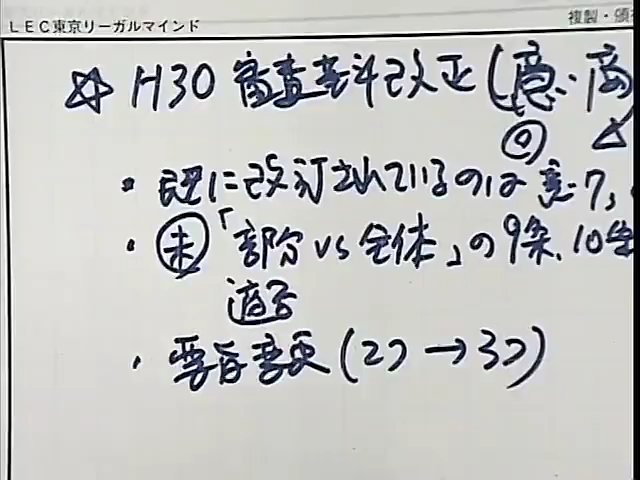 LEC東京リーガルマインド
複製・頒
☆ H30 審査基準改正(意・商
◎ △
・既に改訂されているのは意・7,
・㊤「部分 vs 全体」の9条、10条
・要旨変更(2つ→3つ)